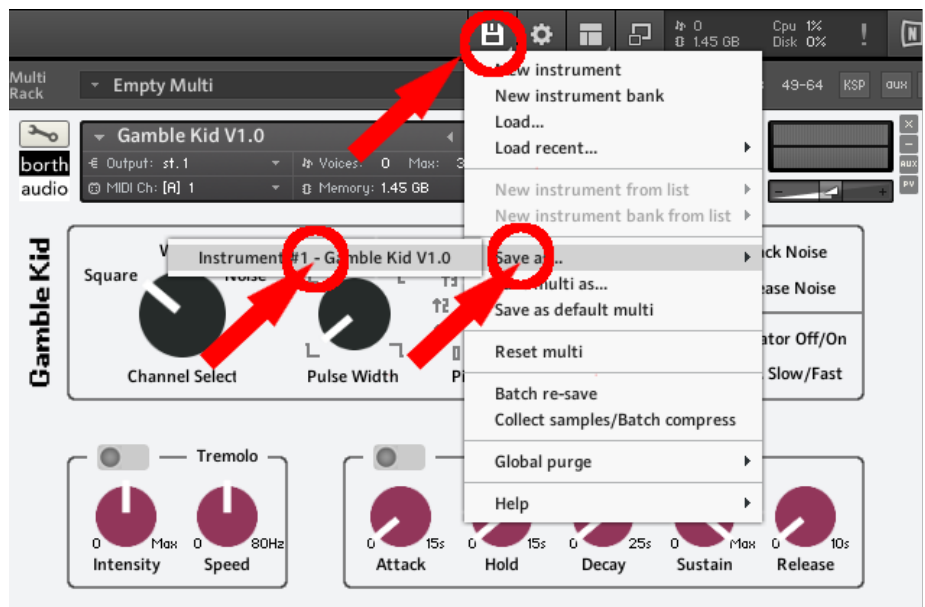 0
1.45 GB
Cpu 1%
Disk 0%
!
N
Multi
Rack
Empty Multi
49-64
KSP
aux
borth
audio
Gamble Kid V1.0
Output: st.1
Voices: 0 Max: 3
MIDI Ch: [A] 1
Memory: 1.45 GB
×
-
AUX
PV
- +
New instrument
New instrument bank
Load...
Load recent...
New instrument from list
New instrument bank from list
Save as...
multi as...
Save as default multi
Reset multi
Batch re-save
Collect samples/Batch compress
Global purge
Help
Instrument #1 - Gamble Kid V1.0
Gamble Kid
Square
Noise
Channel Select
Pulse Width
Noise
Noise
Off/On
Slow/Fast
Tremolo
0 Max
Intensity
0 80Hz
Speed
0 15s
Attack
0 15s
Hold
0 25s
Decay
0 Max
Sustain
0 10s
Release